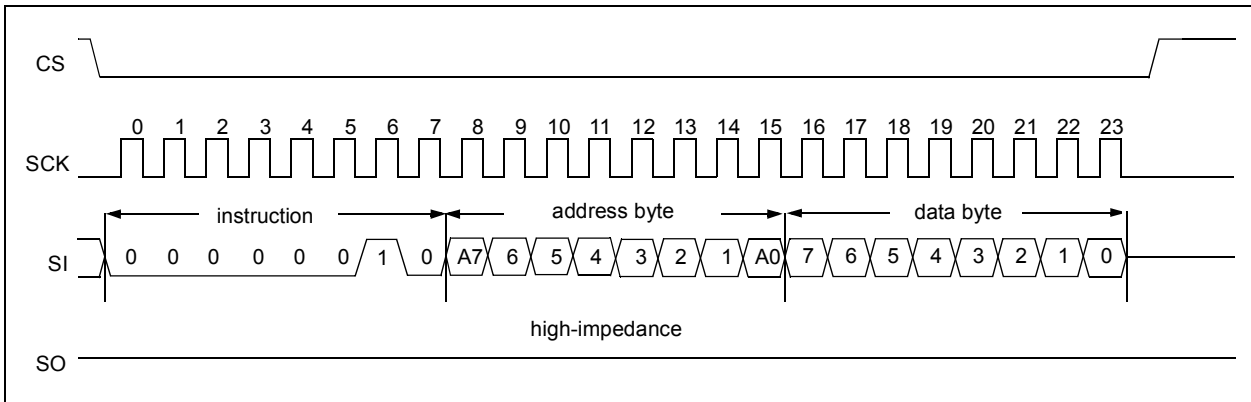 CS
0 1 2 3 4 5 6 7 8 9 10 11 12 13 14 15 16 17 18 19 20 21 22 23
SCK
instruction address byte data byte
SI 0 0 0 0 0 0 1 0 A7 6 5 4 3 2 1 A0 7 6 5 4 3 2 1 0
high-impedance
SO